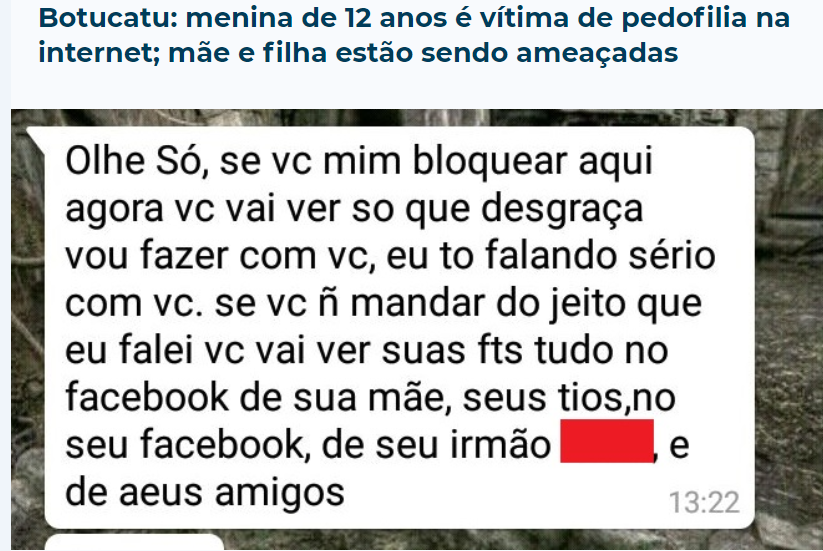 Botucatu: menina de 12 anos é vítima de pedofilia na
internet; mãe e filha estão sendo ameaçadas
Olhe Só, se vc mim bloquear aqui
agora vc vai ver so que desgraça
vou fazer com vc, eu to falando sério
com vc. se vc ñ mandar do jeito que
eu falei vc vai ver suas fts tudo no
facebook de sua mãe, seus tios,no
seu facebook, de seu irmão , e
de aeus amigos
13:22